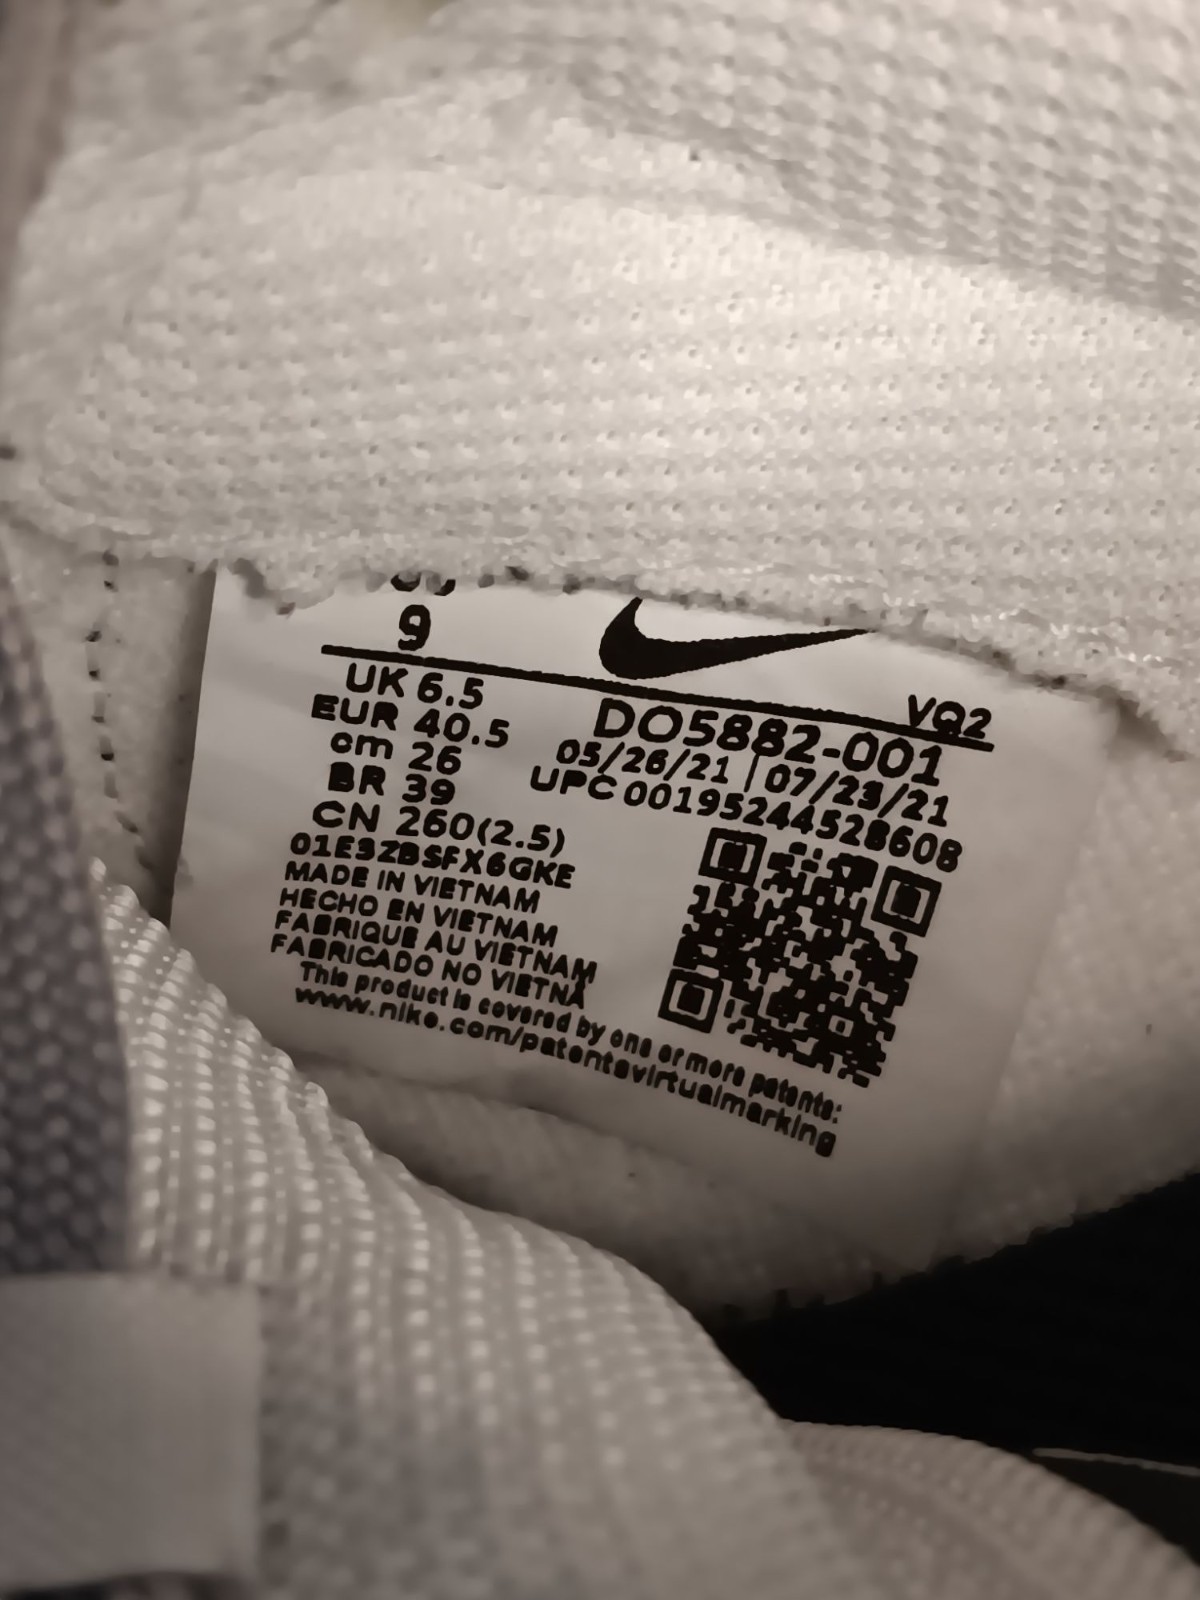 9
UK 6.5
EUR 40.5
cm 26
BR 39
CN 260(2.5)
01E3ZBSFX6GKE
MADE IN VIETNAM
HECHO EN VIETNAM
FABRIQUE AU VIETNAM
FABRICADO NO VIETNÃ
This product is covered by one or more patents:
www.nike.com/patentsvirtualmarking
VQ2
DO5882-001
05/26/21 | 07/23/21
UPC 00195244528608